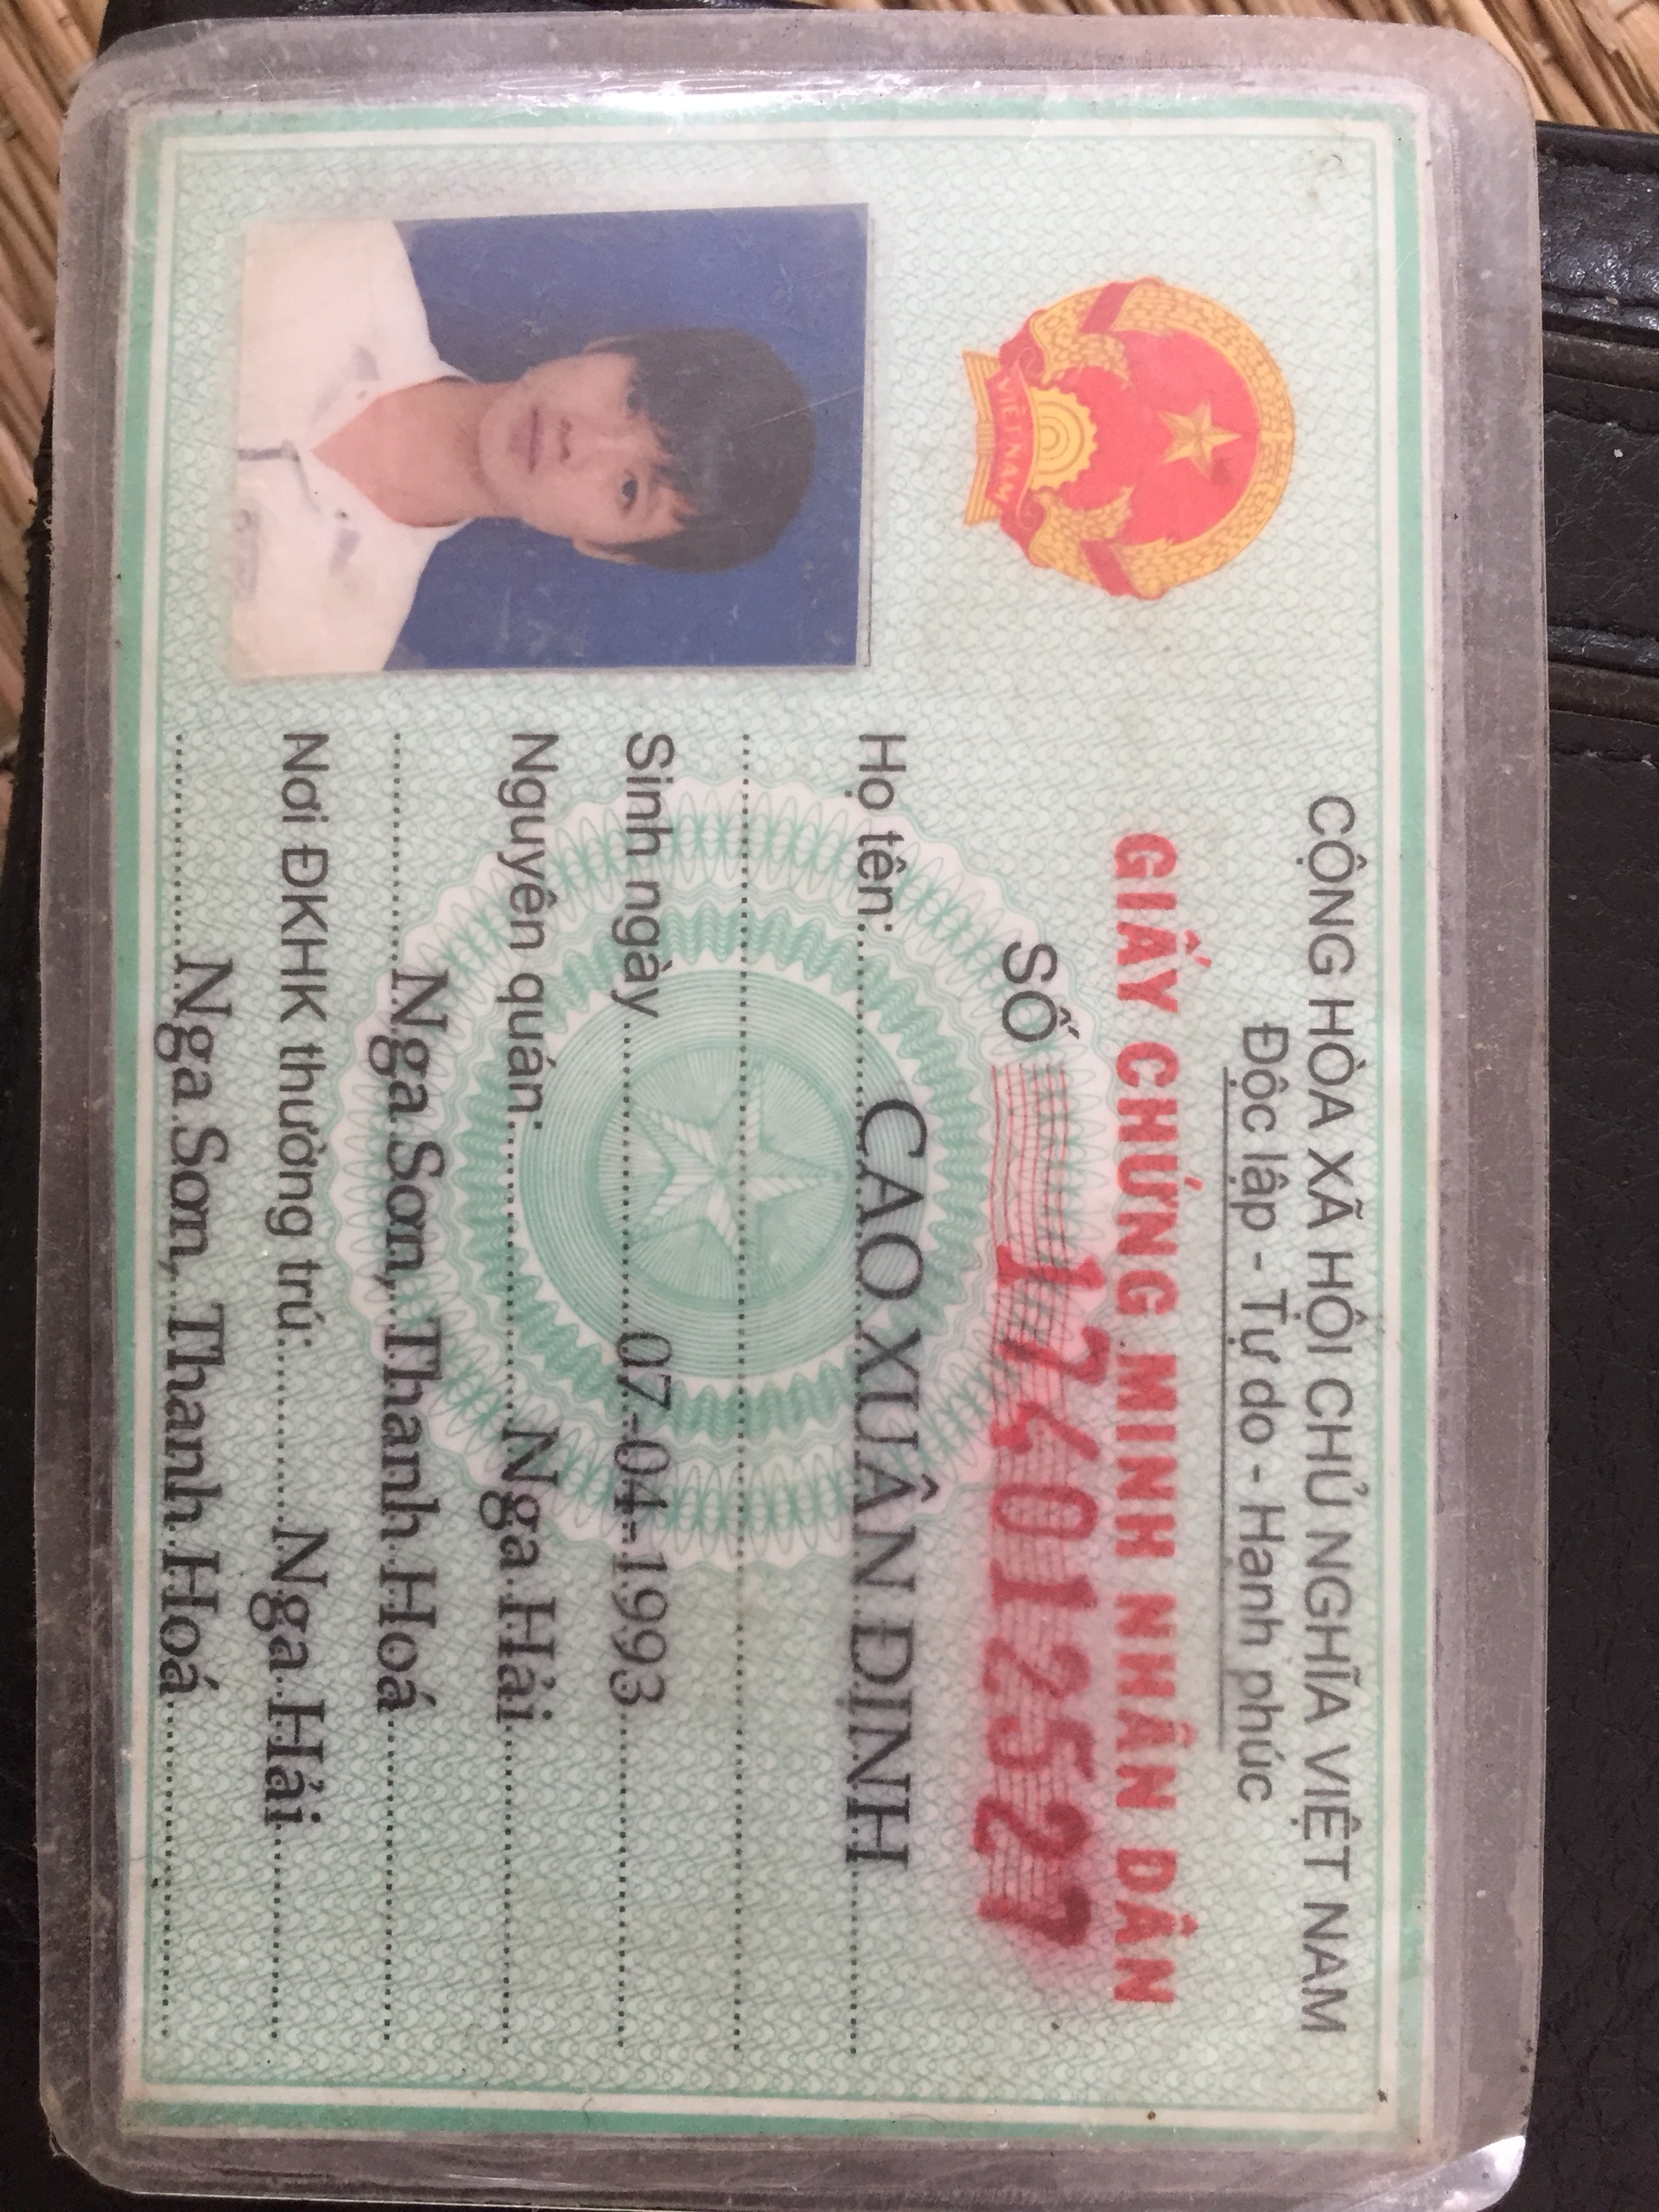 CỘNG HÒA XÃ HỘI CHỦ NGHĨA VIỆT NAM
Độc lập - Tự do - Hạnh phúc
GIẤY CHỨNG MINH NHÂN DÂN
SỐ 174012527
Họ tên: CAO XUÂN ĐỊNH
Sinh ngày 07-04-1993
Nguyên quán: Nga Hải
Nga Sơn, Thanh Hoá
Nơi ĐKHK thường trú: Nga Hải
Nga Sơn, Thanh Hoá
VIỆT NAM